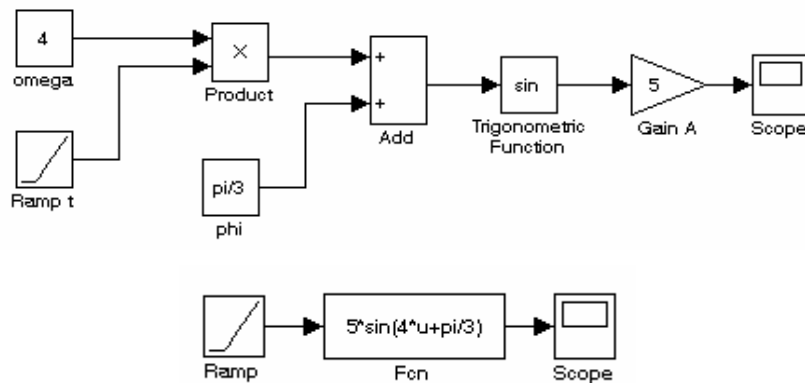 4
omega
×
Product
Ramp t
pi/3
phi
+
+
Add
sin
Trigonometric
Function
5
Gain A
Scope
Ramp
5*sin(4*u+pi/3)
Fcn
Scope